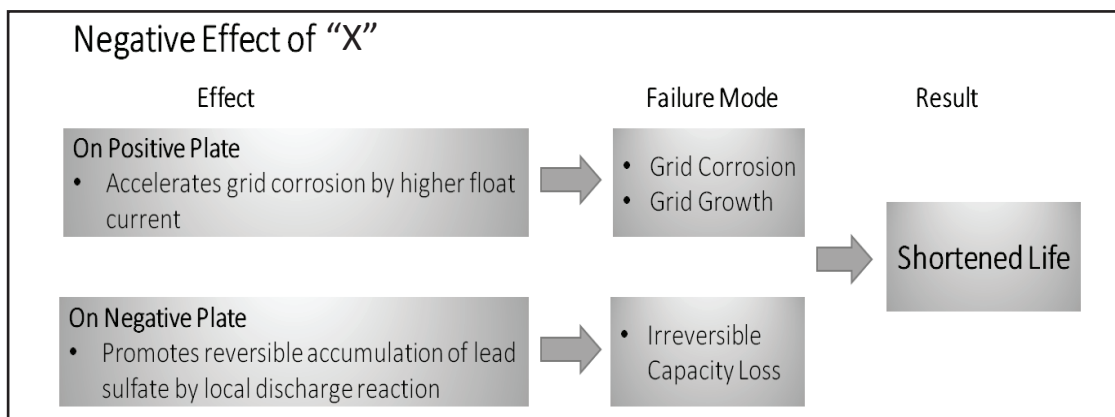 Negative Effect of “X”
Effect
Failure Mode
Result
On Positive Plate
• Accelerates grid corrosion by higher float
current
• Grid Corrosion
• Grid Growth
Shortened Life
On Negative Plate
• Promotes reversible accumulation of lead
sulfate by local discharge reaction
• Irreversible
Capacity Loss